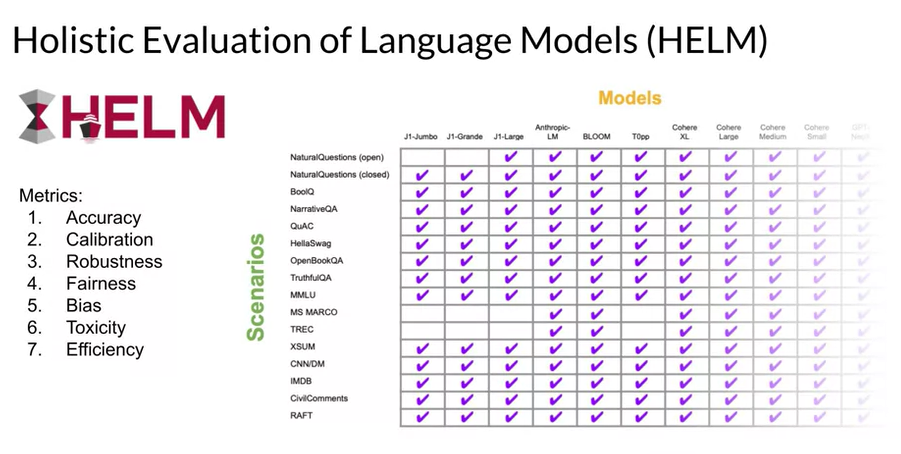 Holistic Evaluation of Language Models (HELM)
HELM
Metrics:
1. Accuracy
2. Calibration
3. Robustness
4. Fairness
5. Bias
6. Toxicity
7. Efficiency
Scenarios
Models
J1-Jumbo J1-Grande J1-Large Anthropic-LM BLOOM T0pp Cohere XL Cohere Large Cohere Medium Cohere Small
NaturalQuestions (open)
NaturalQuestions (closed)
BoolQ
NarrativeQA
QuAC
HellaSwag
OpenBookQA
TruthfulQA
MMLU
MS MARCO
TREC
XSUM
CNN/DM
IMDB
CivilComments
RAFT